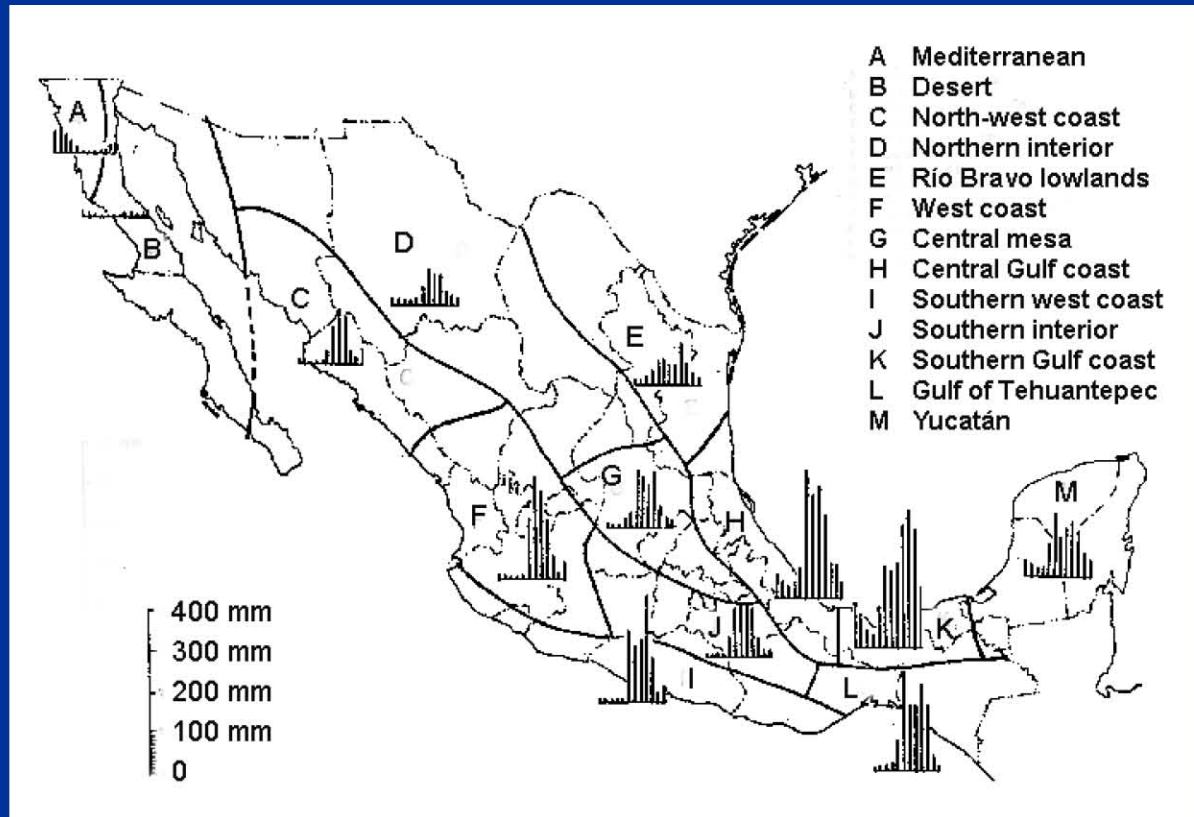 A Mediterranean
B Desert
C North-west coast
D Northern interior
E Río Bravo lowlands
F West coast
G Central mesa
H Central Gulf coast
I Southern west coast
J Southern interior
K Southern Gulf coast
L Gulf of Tehuantepec
M Yucatán
A
B
C
D
E
F
G
H
I
J
K
L
M
400 mm
300 mm
200 mm
100 mm
0